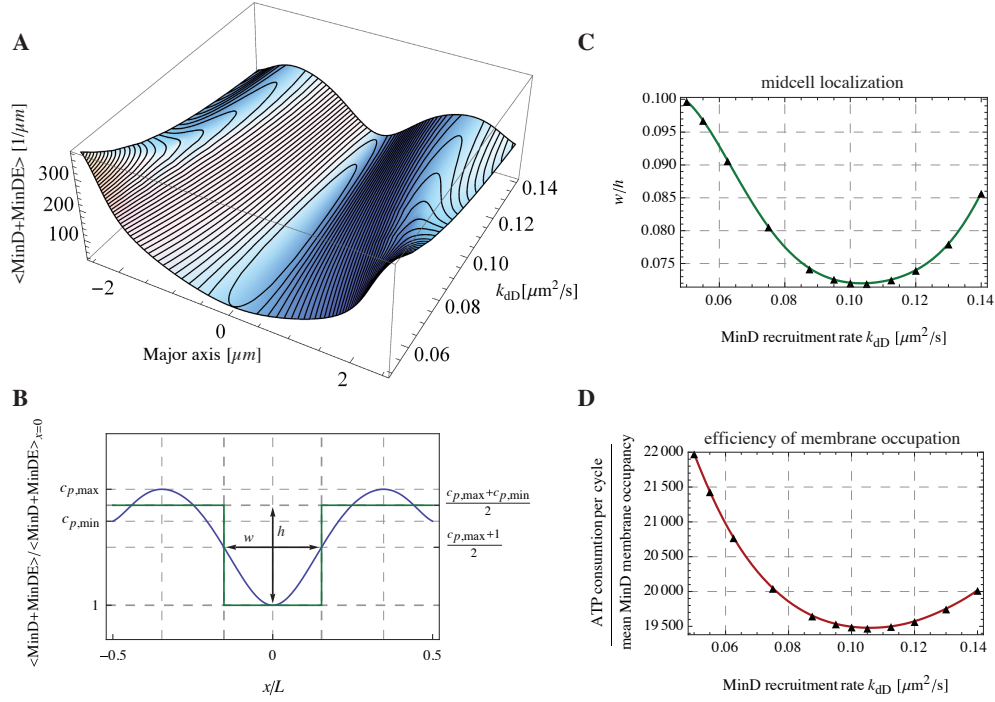 A
<MinD+MinDE> [1/μm]
300
200
100
−2
0
2
Major axis [μm]
0.14
0.12
0.10
0.08
0.06
k_dD[μm²/s]
B
<MinD+MinDE>/<MinD+MinDE>_x=0
c_p,max
c_p,min
1
w
h
(c_p,max+c_p,min)/2
(c_p,max+1)/2
−0.5
0
0.5
x/L
C
midcell localization
w/h
0.100
0.095
0.090
0.085
0.080
0.075
0.06
0.08
0.10
0.12
0.14
MinD recruitment rate k_dD [μm²/s]
D
efficiency of membrane occupation
ATP consumtion per cycle
mean MinD membrane occupancy
22 000
21 500
21 000
20 500
20 000
19 500
0.06
0.08
0.10
0.12
0.14
MinD recruitment rate k_dD [μm²/s]